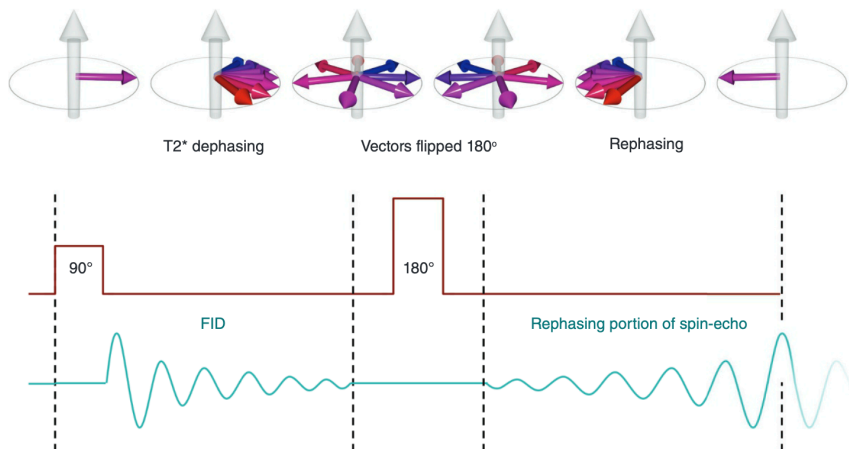 T2* dephasing
Vectors flipped 180°
Rephasing
90°
180°
FID
Rephasing portion of spin-echo